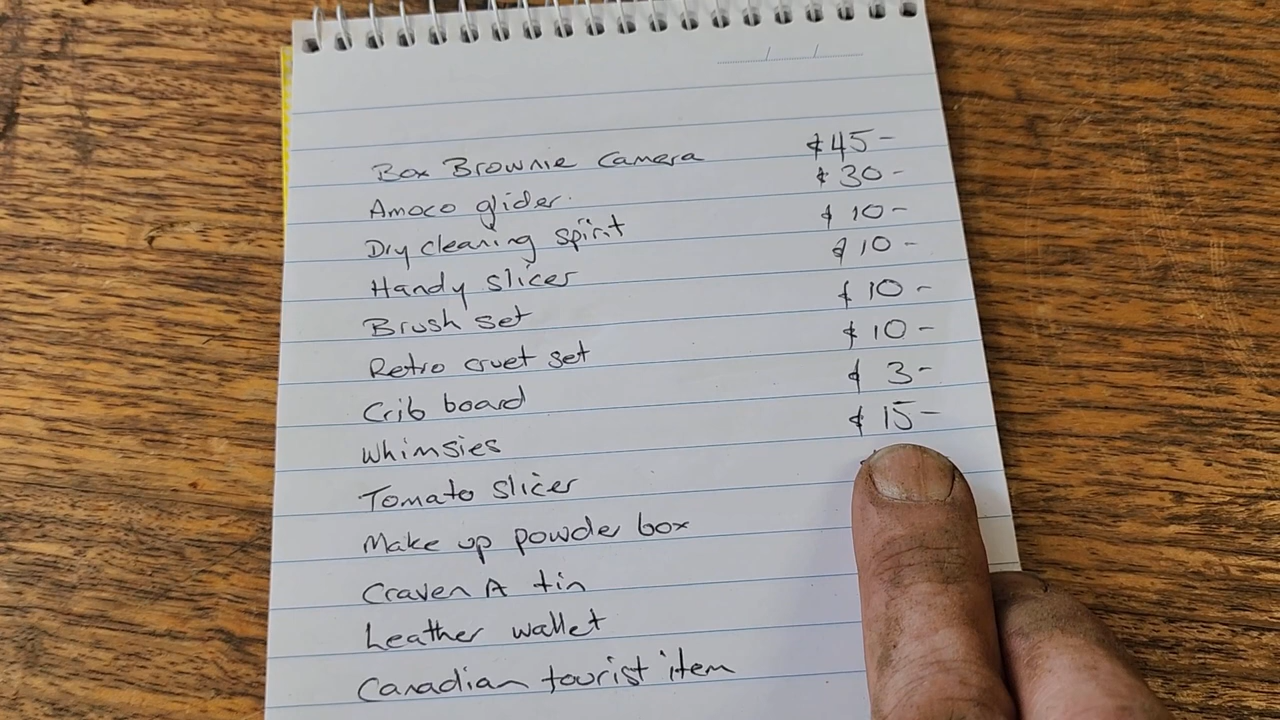 / /
Box Brownie Camera $45-
Amoco glider. $30-
Dry cleaning spirit $10-
Handy slicer $10-
Brush set $10-
Retro cruet set $10-
Crib board $3-
Whimsies $15-
Tomato slicer
Make up powder box
Craven A tin
Leather wallet
Canadian tourist item